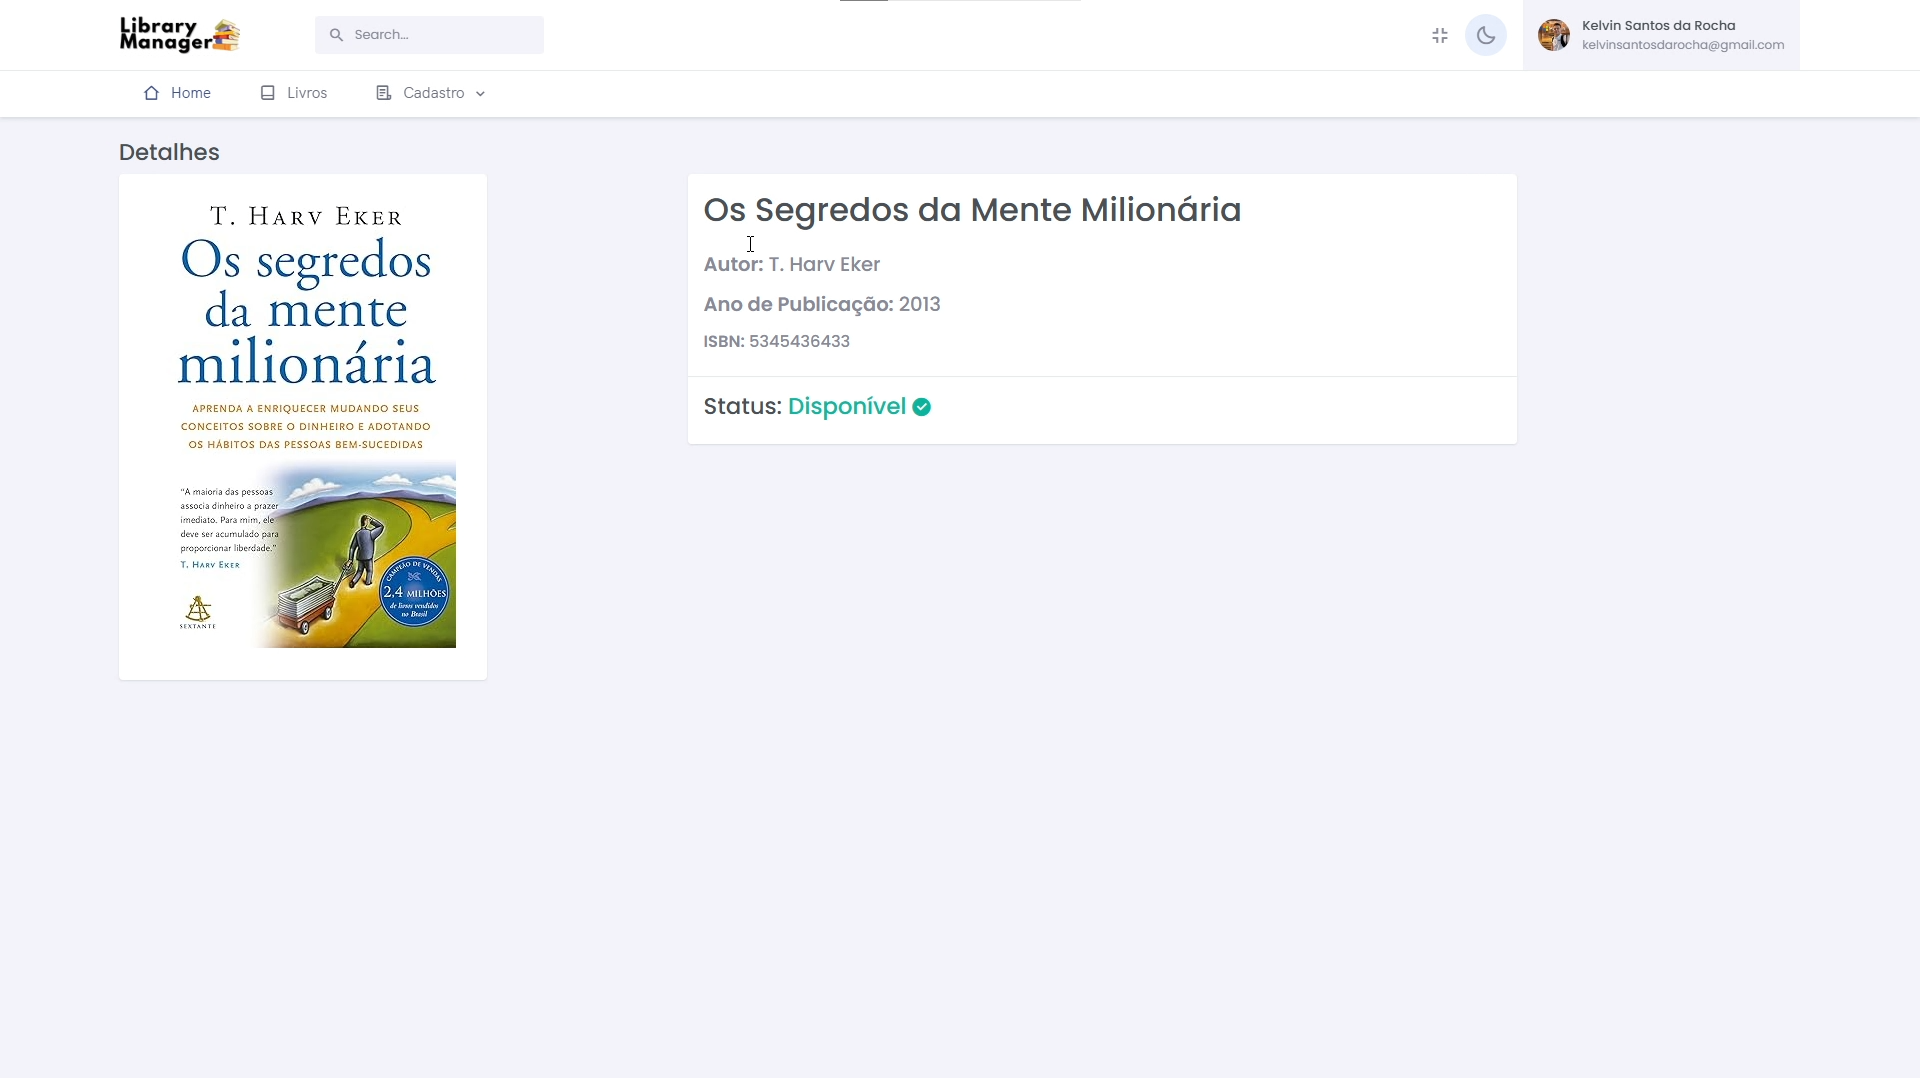 Library
Manager
Search...
Kelvin Santos da Rocha
kelvinsantosdarocha@gmail.com
Home
Livros
Cadastro
Detalhes
T. HARV EKER
Os segredos
da mente
milionária
APRENDA A ENRIQUECER MUDANDO SEUS
CONCEITOS SOBRE O DINHEIRO E ADOTANDO
OS HÁBITOS DAS PESSOAS BEM-SUCEDIDAS
"A maioria das pessoas
associa dinheiro a prazer
imediato. Para mim, ele
deve ser acumulado para
proporcionar liberdade."
T. HARV EKER
SEXTANTE
CAMPEÃO DE VENDAS
2,4 MILHÕES
de livros vendidos
no Brasil
Os Segredos da Mente Milionária
Autor: T. Harv Eker
Ano de Publicação: 2013
ISBN: 5345436433
Status: Disponível